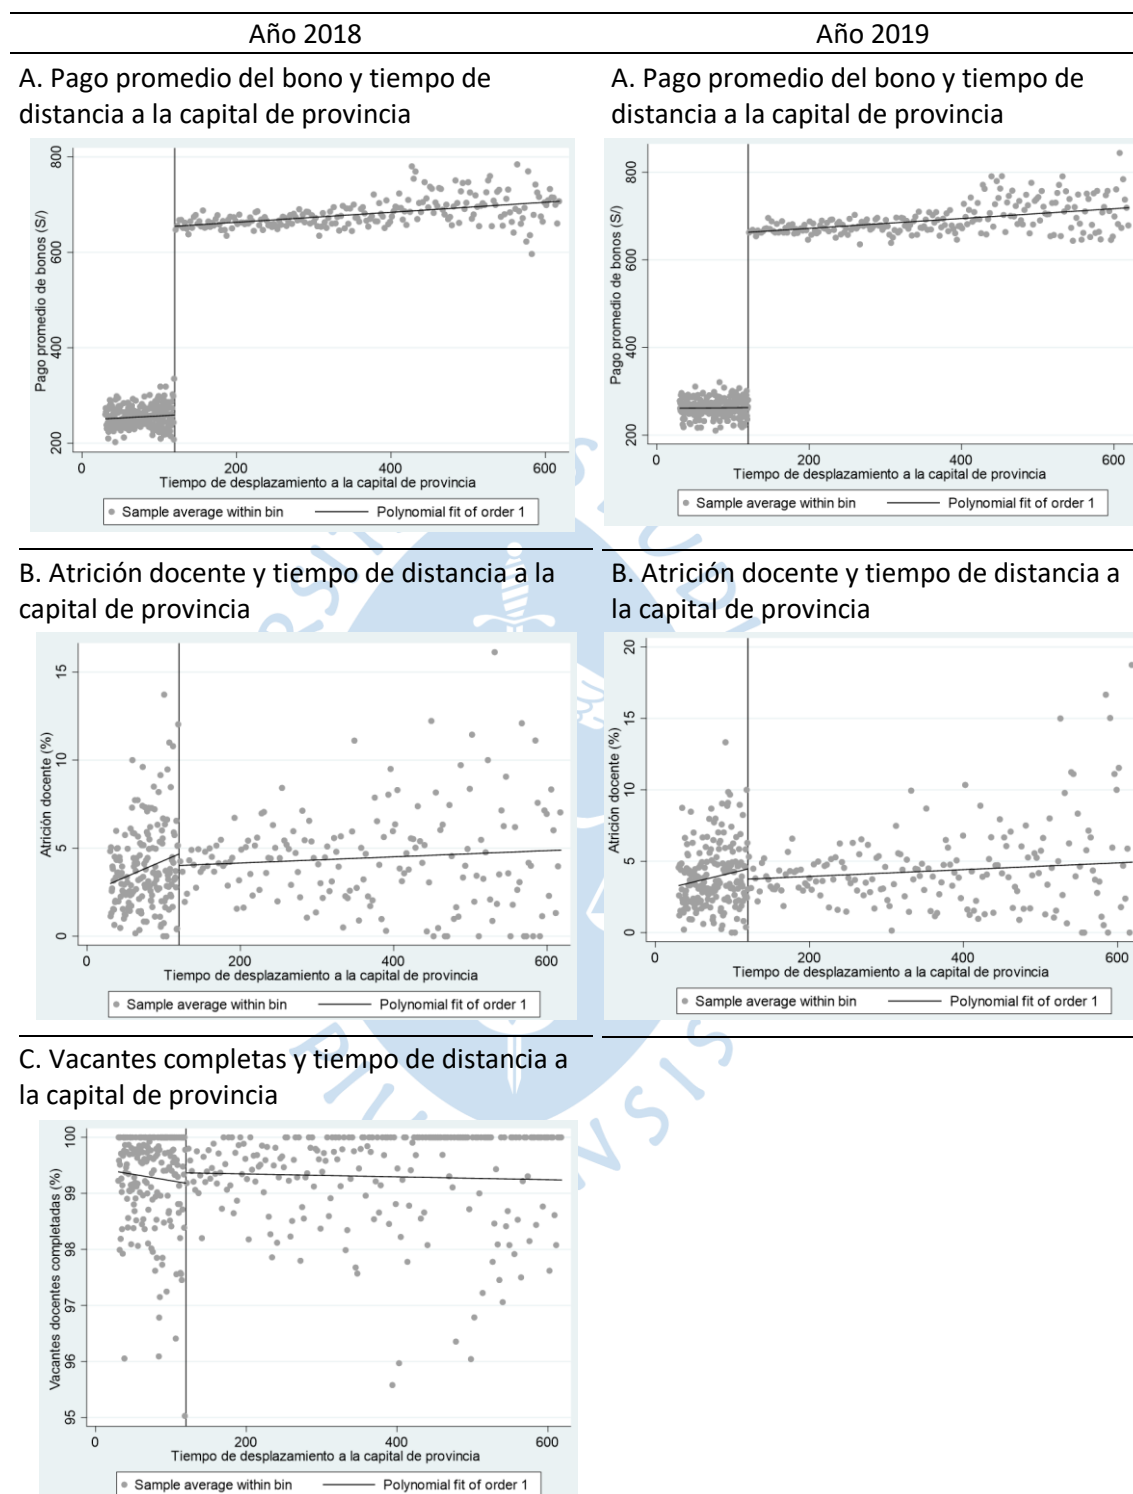 Año 2018
Año 2019
A. Pago promedio del bono y tiempo de
distancia a la capital de provincia
A. Pago promedio del bono y tiempo de
distancia a la capital de provincia
Pago promedio de bonos (S/)
800
600
400
200
0 200 400 600
Tiempo de desplazamiento a la capital de provincia
Sample average within bin Polynomial fit of order 1
Pago promedio de bonos (S/)
800
600
400
200
0 200 400 600
Tiempo de desplazamiento a la capital de provincia
Sample average within bin Polynomial fit of order 1
B. Atrición docente y tiempo de distancia a la
capital de provincia
B. Atrición docente y tiempo de distancia a
la capital de provincia
Atrición docente (%)
15
10
5
0
0 200 400 600
Tiempo de desplazamiento a la capital de provincia
Sample average within bin Polynomial fit of order 1
Atrición docente (%)
20
15
10
5
0
0 200 400 600
Tiempo de desplazamiento a la capital de provincia
Sample average within bin Polynomial fit of order 1
C. Vacantes completas y tiempo de distancia a
la capital de provincia
Vacantes docentes completadas (%)
100
99
98
97
96
95
0 200 400 600
Tiempo de desplazamiento a la capital de provincia
Sample average within bin Polynomial fit of order 1